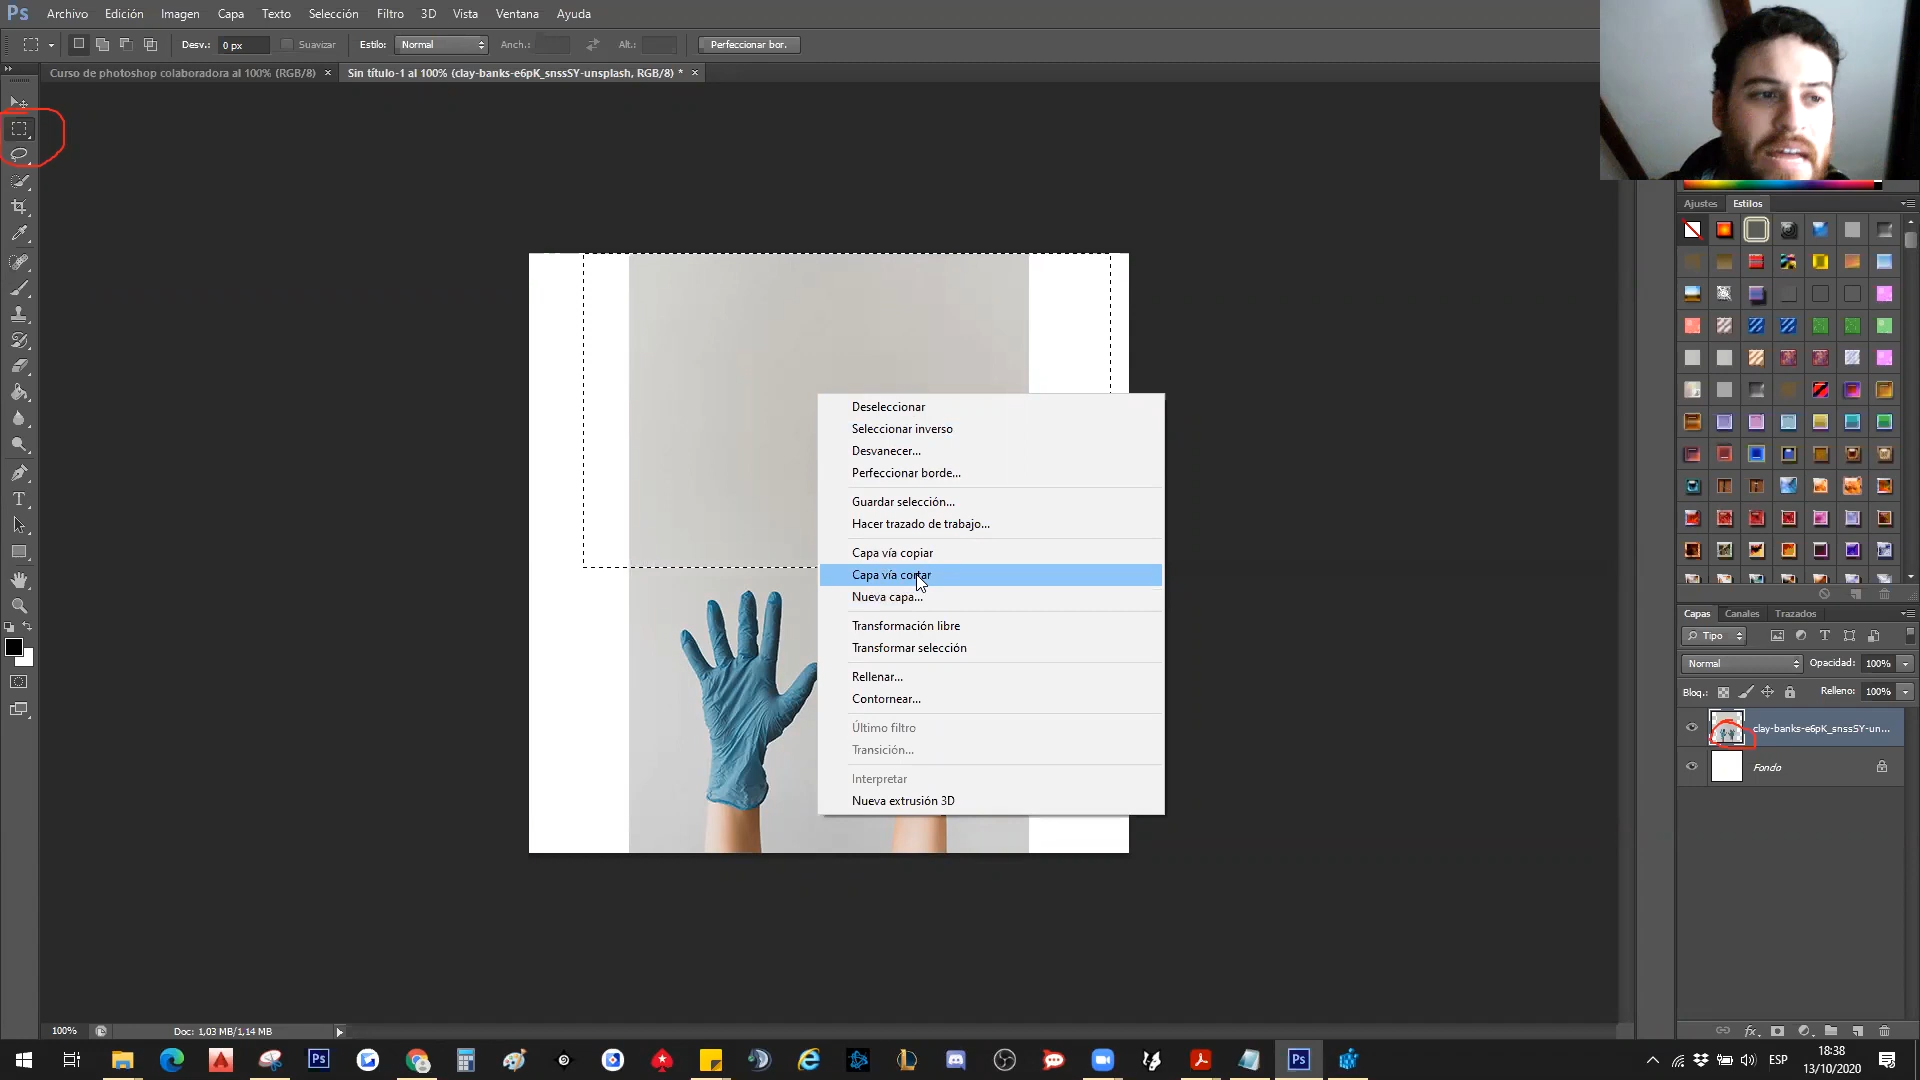 Ps Archivo Edición Imagen Capa Texto Selección Filtro 3D Vista Ventana Ayuda
Desv.: 0 px Suavizar Estilo: Normal Anch.: Alt.: Perfeccionar bor.
Curso de photoshop colaboradora al 100% (RGB/8) × Sin título-1 al 100% (clay-banks-e6pK_snssSY-unsplash, RGB/8) * ×
Ajustes Estilos
Deseleccionar
Seleccionar inverso
Desvanecer...
Perfeccionar borde...
Guardar selección...
Hacer trazado de trabajo...
Capa vía copiar
Capa vía cortar
Nueva capa...
Transformación libre
Transformar selección
Rellenar...
Contornear...
Último filtro
Transición...
Interpretar
Nueva extrusión 3D
Capas Canales Trazados
Tipo
Normal Opacidad: 100%
Bloq.: Relleno: 100%
clay-banks-e6pK_snssSY-un...
Fondo
100% Doc: 1,03 MB/1,14 MB
ESP
18:38
13/10/2020